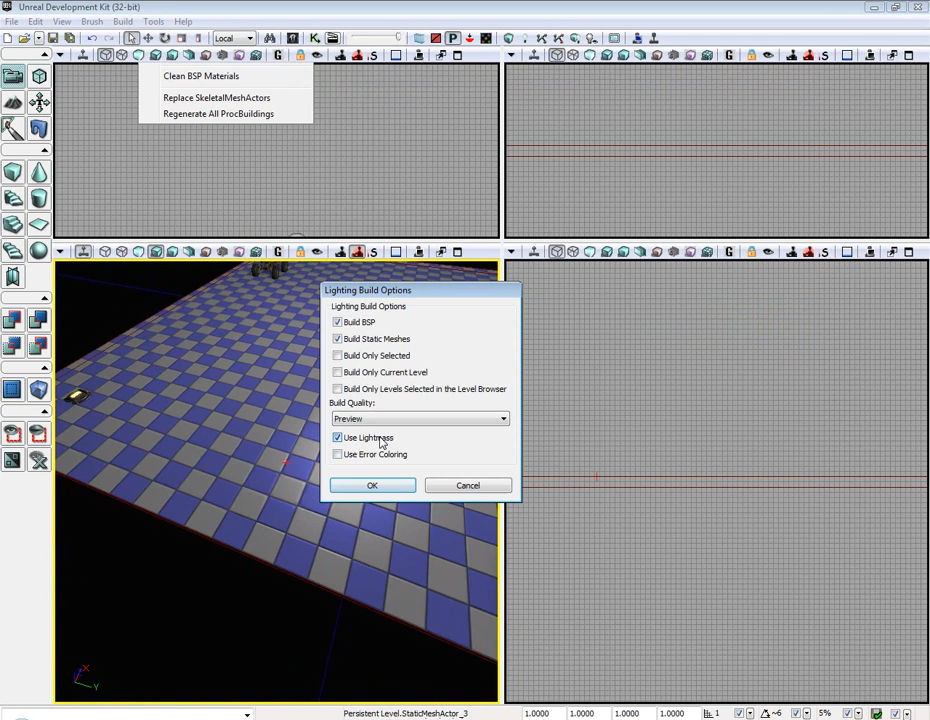 Unreal Development Kit (32-bit)
File Edit View Brush Build Tools Help
Local
K
P
G
G
Clean BSP Materials
Replace SkeletalMeshActors
Regenerate All ProcBuildings
S
G
S
G
Lighting Build Options
Lighting Build Options
Build BSP
Build Static Meshes
Build Only Selected
Build Only Current Level
Build Only Levels Selected in the Level Browser
Build Quality:
Preview
Use Lightmass
Use Error Coloring
OK Cancel
X
Y
Persistent Level.StaticMeshActor_3 1.0000 1.0000 1.0000 1.0000 1 ~6 5%